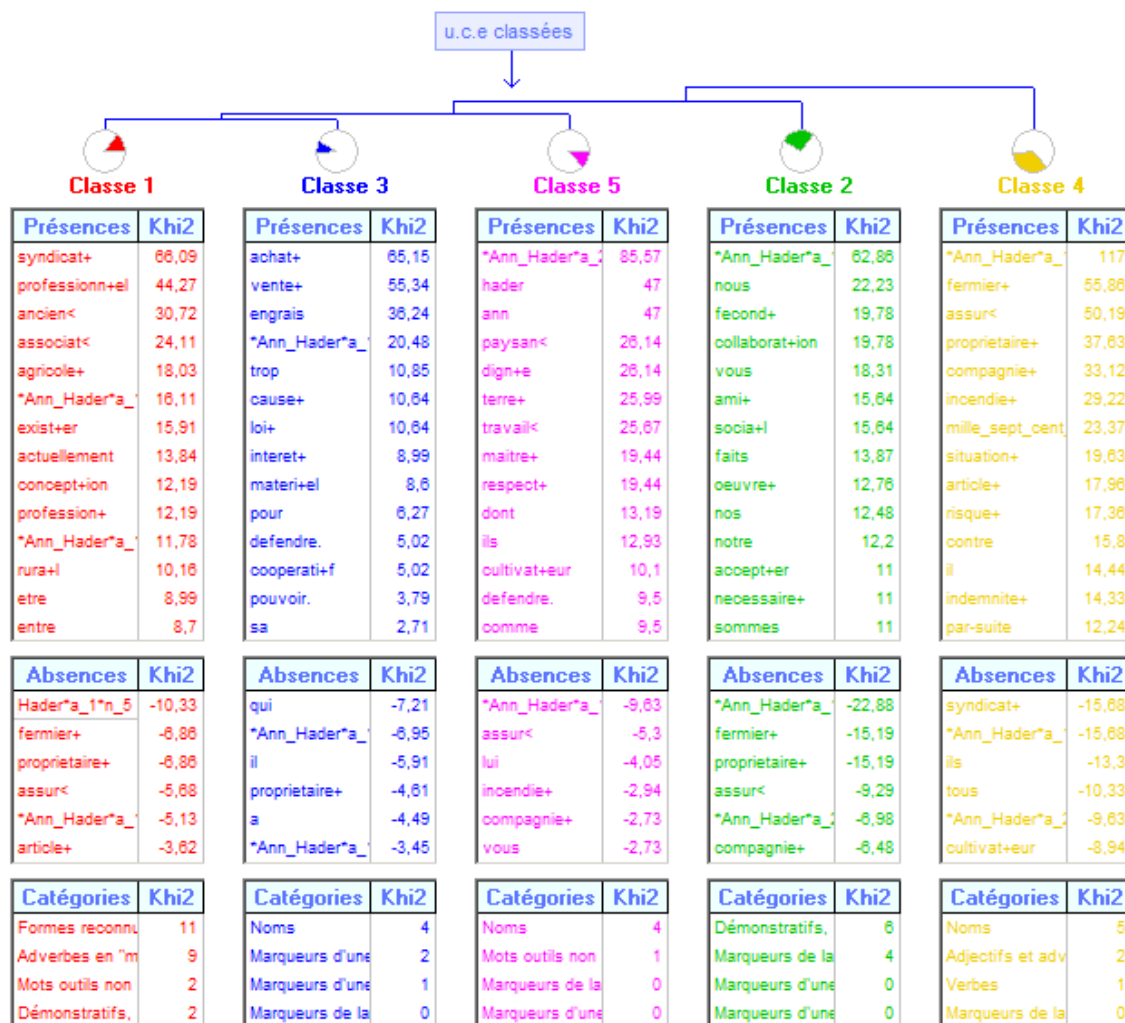 u.c.e classées
Classe 1
Présences Khi2
syndicat+ 66,09
professionn+el 44,27
ancien< 30,72
associat< 24,11
agricole+ 18,03
*Ann_Hader*a_ 16,11
exist+er 15,91
actuellement 13,84
concept+ion 12,19
profession+ 12,19
*Ann_Hader*a_ 11,78
rura+l 10,16
etre 8,99
entre 8,7
Absences Khi2
Hader*a_1*n_5 -10,33
fermier+ -6,86
proprietaire+ -6,86
assur< -5,68
*Ann_Hader*a_ -5,13
article+ -3,62
Catégories Khi2
Formes reconnu 11
Adverbes en "m 9
Mots outils non 2
Démonstratifs, 2
Classe 3
Présences Khi2
achat+ 65,15
vente+ 55,34
engrais 36,24
*Ann_Hader*a_ 20,48
trop 10,85
cause+ 10,64
loi+ 10,64
interet+ 8,99
materi+el 8,6
pour 6,27
defendre. 5,02
cooperati+f 5,02
pouvoir. 3,79
sa 2,71
Absences Khi2
qui -7,21
*Ann_Hader*a_ -6,95
il -5,91
proprietaire+ -4,61
a -4,49
*Ann_Hader*a_ -3,45
Catégories Khi2
Noms 4
Marqueurs d'une 2
Marqueurs d'une 1
Marqueurs de la 0
Classe 5
Présences Khi2
*Ann_Hader*a_2 85,57
hader 47
ann 47
paysan< 26,14
dign+e 26,14
terre+ 25,99
travail< 25,67
maitre+ 19,44
respect+ 19,44
dont 13,19
ils 12,93
cultivat+eur 10,1
defendre. 9,5
comme 9,5
Absences Khi2
*Ann_Hader*a_ -9,63
assur< -5,3
lui -4,05
incendie+ -2,94
compagnie+ -2,73
vous -2,73
Catégories Khi2
Noms 4
Mots outils non 1
Marqueurs de la 0
Marqueurs d'une 0
Classe 2
Présences Khi2
*Ann_Hader*a_ 62,86
nous 22,23
fecond+ 19,78
collaborat+ion 19,78
vous 18,31
ami+ 15,64
socia+l 15,64
faits 13,87
oeuvre+ 12,76
nos 12,48
notre 12,2
accept+er 11
necessaire+ 11
sommes 11
Absences Khi2
*Ann_Hader*a_ -22,88
fermier+ -15,19
proprietaire+ -15,19
assur< -9,29
*Ann_Hader*a_2 -6,98
compagnie+ -6,48
Catégories Khi2
Démonstratifs, 6
Marqueurs de la 4
Marqueurs d'une 0
Marqueurs d'une 0
Classe 4
Présences Khi2
*Ann_Hader*a_ 117
fermier+ 55,86
assur< 50,19
proprietaire+ 37,63
compagnie+ 33,12
incendie+ 29,22
mille_sept_cent_ 23,37
situation+ 19,63
article+ 17,96
risque+ 17,36
contre 15,8
il 14,44
indemnite+ 14,33
par-suite 12,24
Absences Khi2
syndicat+ -15,68
*Ann_Hader*a_ -15,68
ils -13,3
tous -10,33
*Ann_Hader*a_2 -9,63
cultivat+eur -8,94
Catégories Khi2
Noms 5
Adjectifs et adv 2
Verbes 1
Marqueurs de la 0